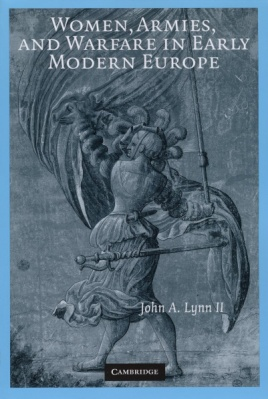 WOMEN, ARMIES,
AND WARFARE IN EARLY
MODERN EUROPE
John A. Lynn II
CAMBRIDGE